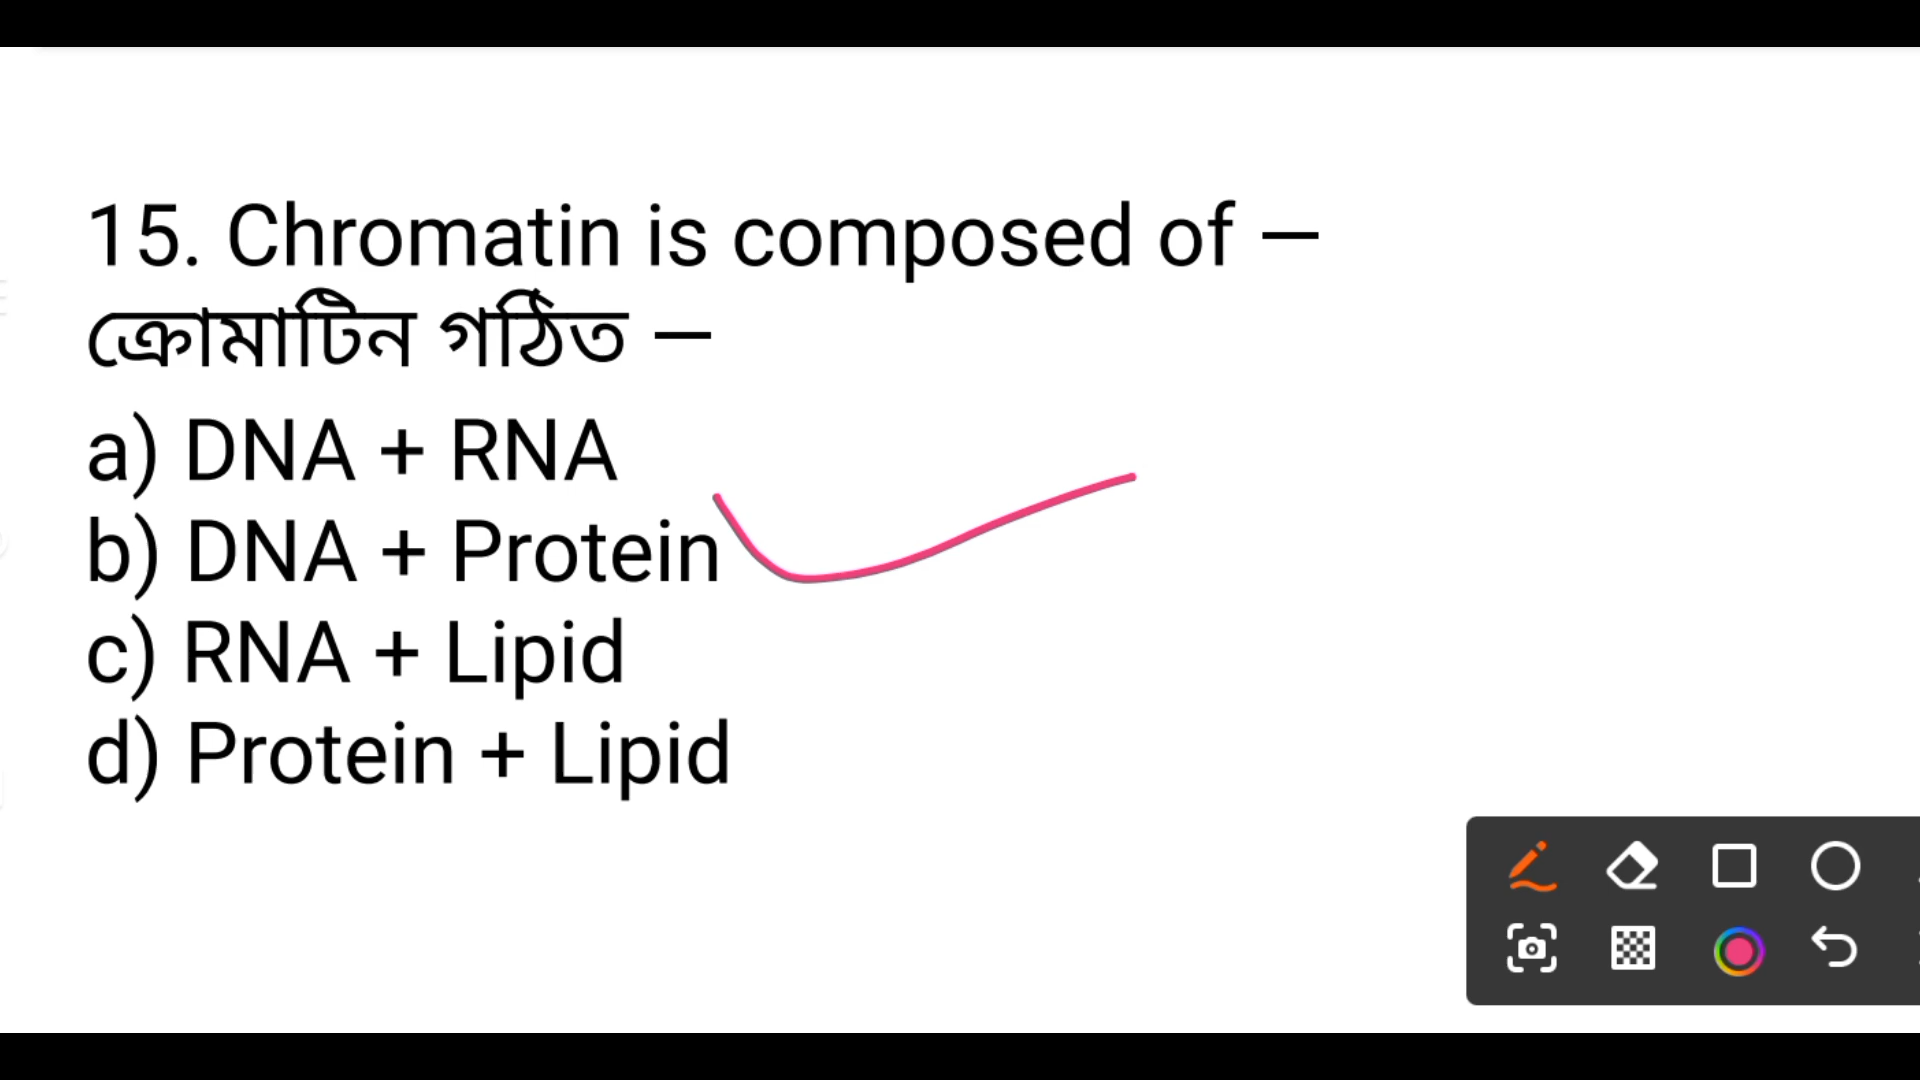 15. Chromatin is composed of —
ক্রোমাটিন গঠিত —
a) DNA + RNA
b) DNA + Protein
c) RNA + Lipid
d) Protein + Lipid